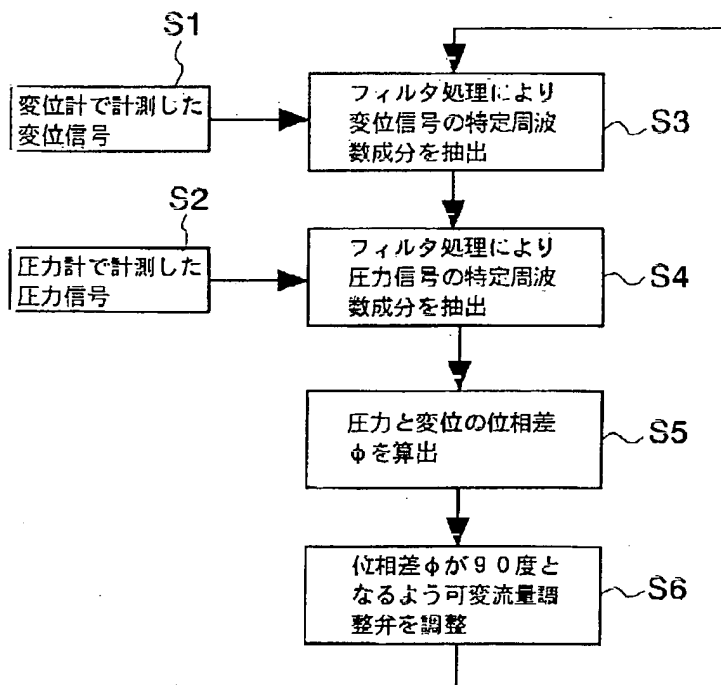 S1
変位計で計測した
変位信号
フィルタ処理により
変位信号の特定周波
数成分を抽出
S3
S2
圧力計で計測した
圧力信号
フィルタ処理により
圧力信号の特定周波
数成分を抽出
S4
圧力と変位の位相差
φを算出
S5
位相差φが90度と
なるよう可変流量調
整弁を調整
S6